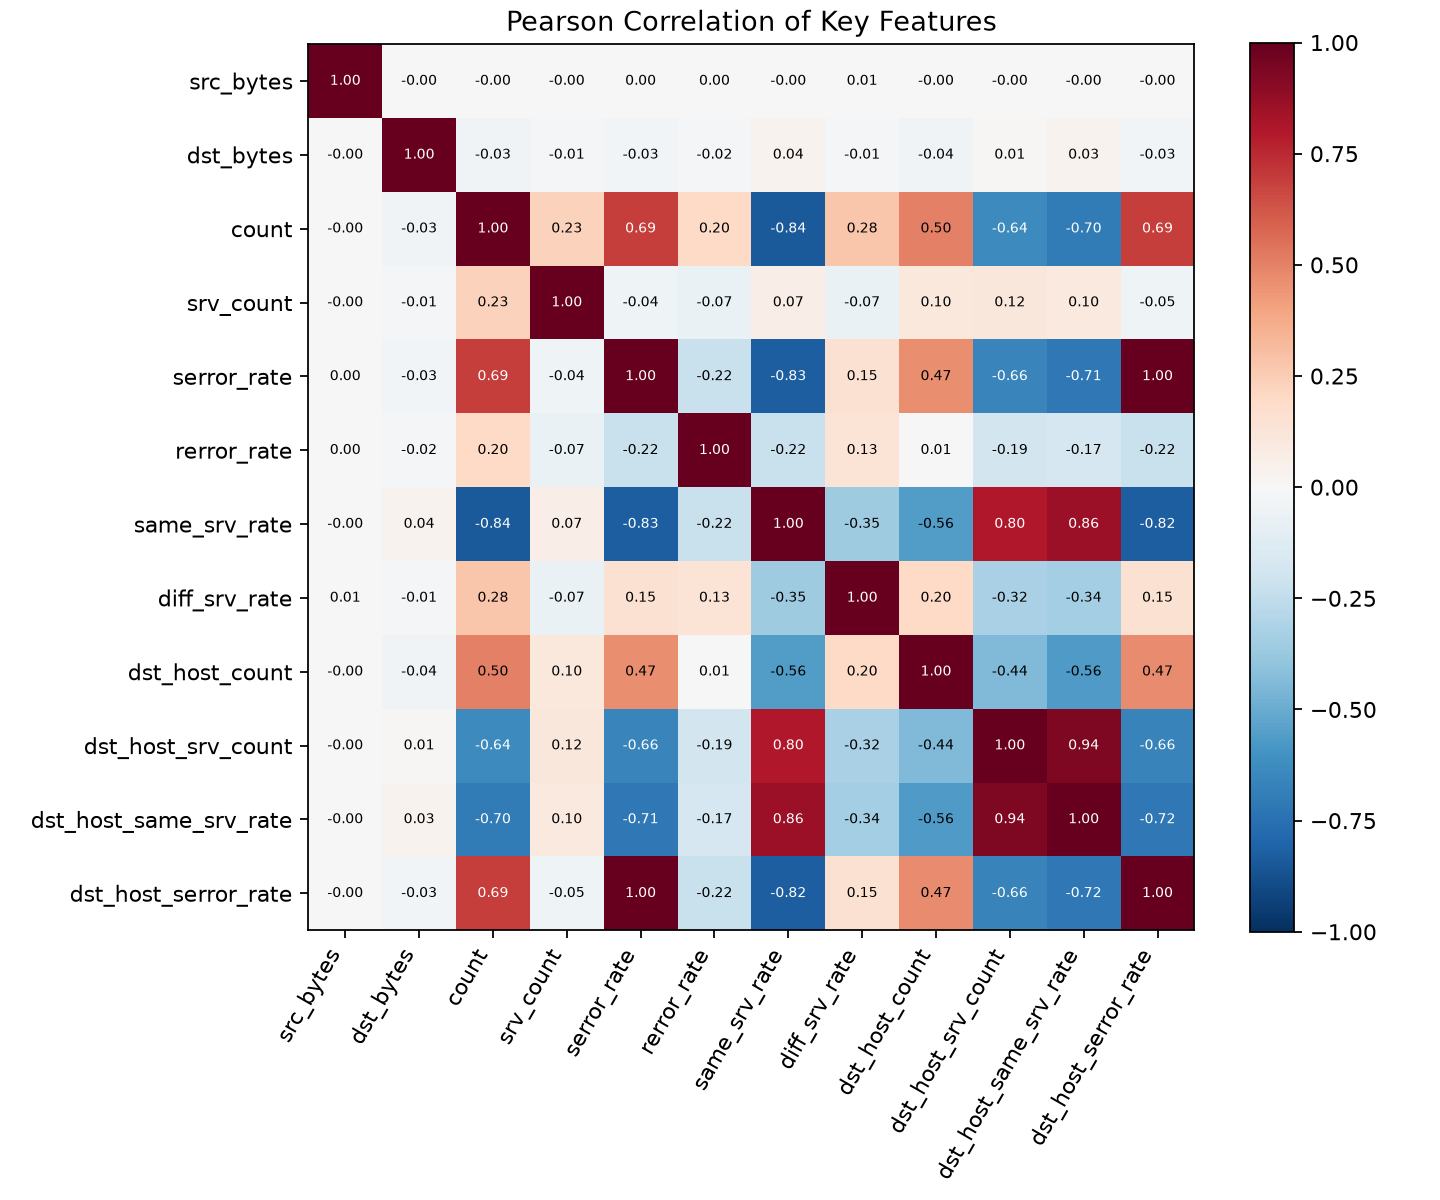 Pearson Correlation of Key Features
src_bytes 1.00 -0.00 -0.00 -0.00 0.00 0.00 -0.00 0.01 -0.00 -0.00 -0.00 -0.00
dst_bytes -0.00 1.00 -0.03 -0.01 -0.03 -0.02 0.04 -0.01 -0.04 0.01 0.03 -0.03
count -0.00 -0.03 1.00 0.23 0.69 0.20 -0.84 0.28 0.50 -0.64 -0.70 0.69
srv_count -0.00 -0.01 0.23 1.00 -0.04 -0.07 0.07 -0.07 0.10 0.12 0.10 -0.05
serror_rate 0.00 -0.03 0.69 -0.04 1.00 -0.22 -0.83 0.15 0.47 -0.66 -0.71 1.00
rerror_rate 0.00 -0.02 0.20 -0.07 -0.22 1.00 -0.22 0.13 0.01 -0.19 -0.17 -0.22
same_srv_rate -0.00 0.04 -0.84 0.07 -0.83 -0.22 1.00 -0.35 -0.56 0.80 0.86 -0.82
diff_srv_rate 0.01 -0.01 0.28 -0.07 0.15 0.13 -0.35 1.00 0.20 -0.32 -0.34 0.15
dst_host_count -0.00 -0.04 0.50 0.10 0.47 0.01 -0.56 0.20 1.00 -0.44 -0.56 0.47
dst_host_srv_count -0.00 0.01 -0.64 0.12 -0.66 -0.19 0.80 -0.32 -0.44 1.00 0.94 -0.66
dst_host_same_srv_rate -0.00 0.03 -0.70 0.10 -0.71 -0.17 0.86 -0.34 -0.56 0.94 1.00 -0.72
dst_host_serror_rate -0.00 -0.03 0.69 -0.05 1.00 -0.22 -0.82 0.15 0.47 -0.66 -0.72 1.00
src_bytes
dst_bytes
count
srv_count
serror_rate
rerror_rate
same_srv_rate
diff_srv_rate
dst_host_count
dst_host_srv_count
dst_host_same_srv_rate
dst_host_serror_rate
1.00
0.75
0.50
0.25
0.00
−0.25
−0.50
−0.75
−1.00